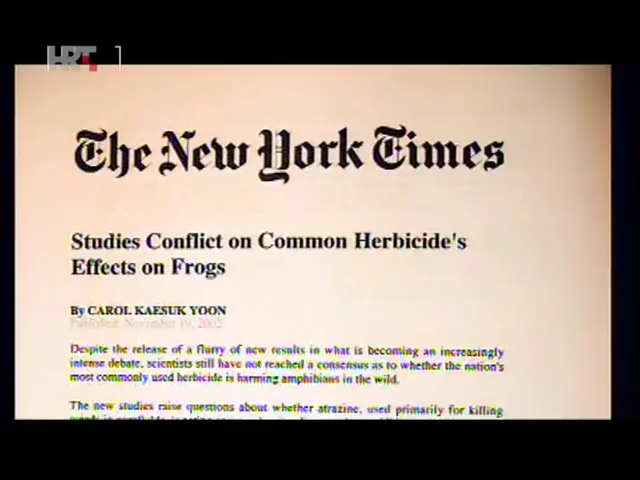 HRT 1
The New York Times
Studies Conflict on Common Herbicide's
Effects on Frogs
By CAROL KAESUK YOON
Published: November 19, 2002
Despite the release of a flurry of new results in what is becoming an increasingly
intense debate, scientists still have not reached a consensus as to whether the nation's
most commonly used herbicide is harming amphibians in the wild.
The new studies raise questions about whether atrazine, used primarily for killing